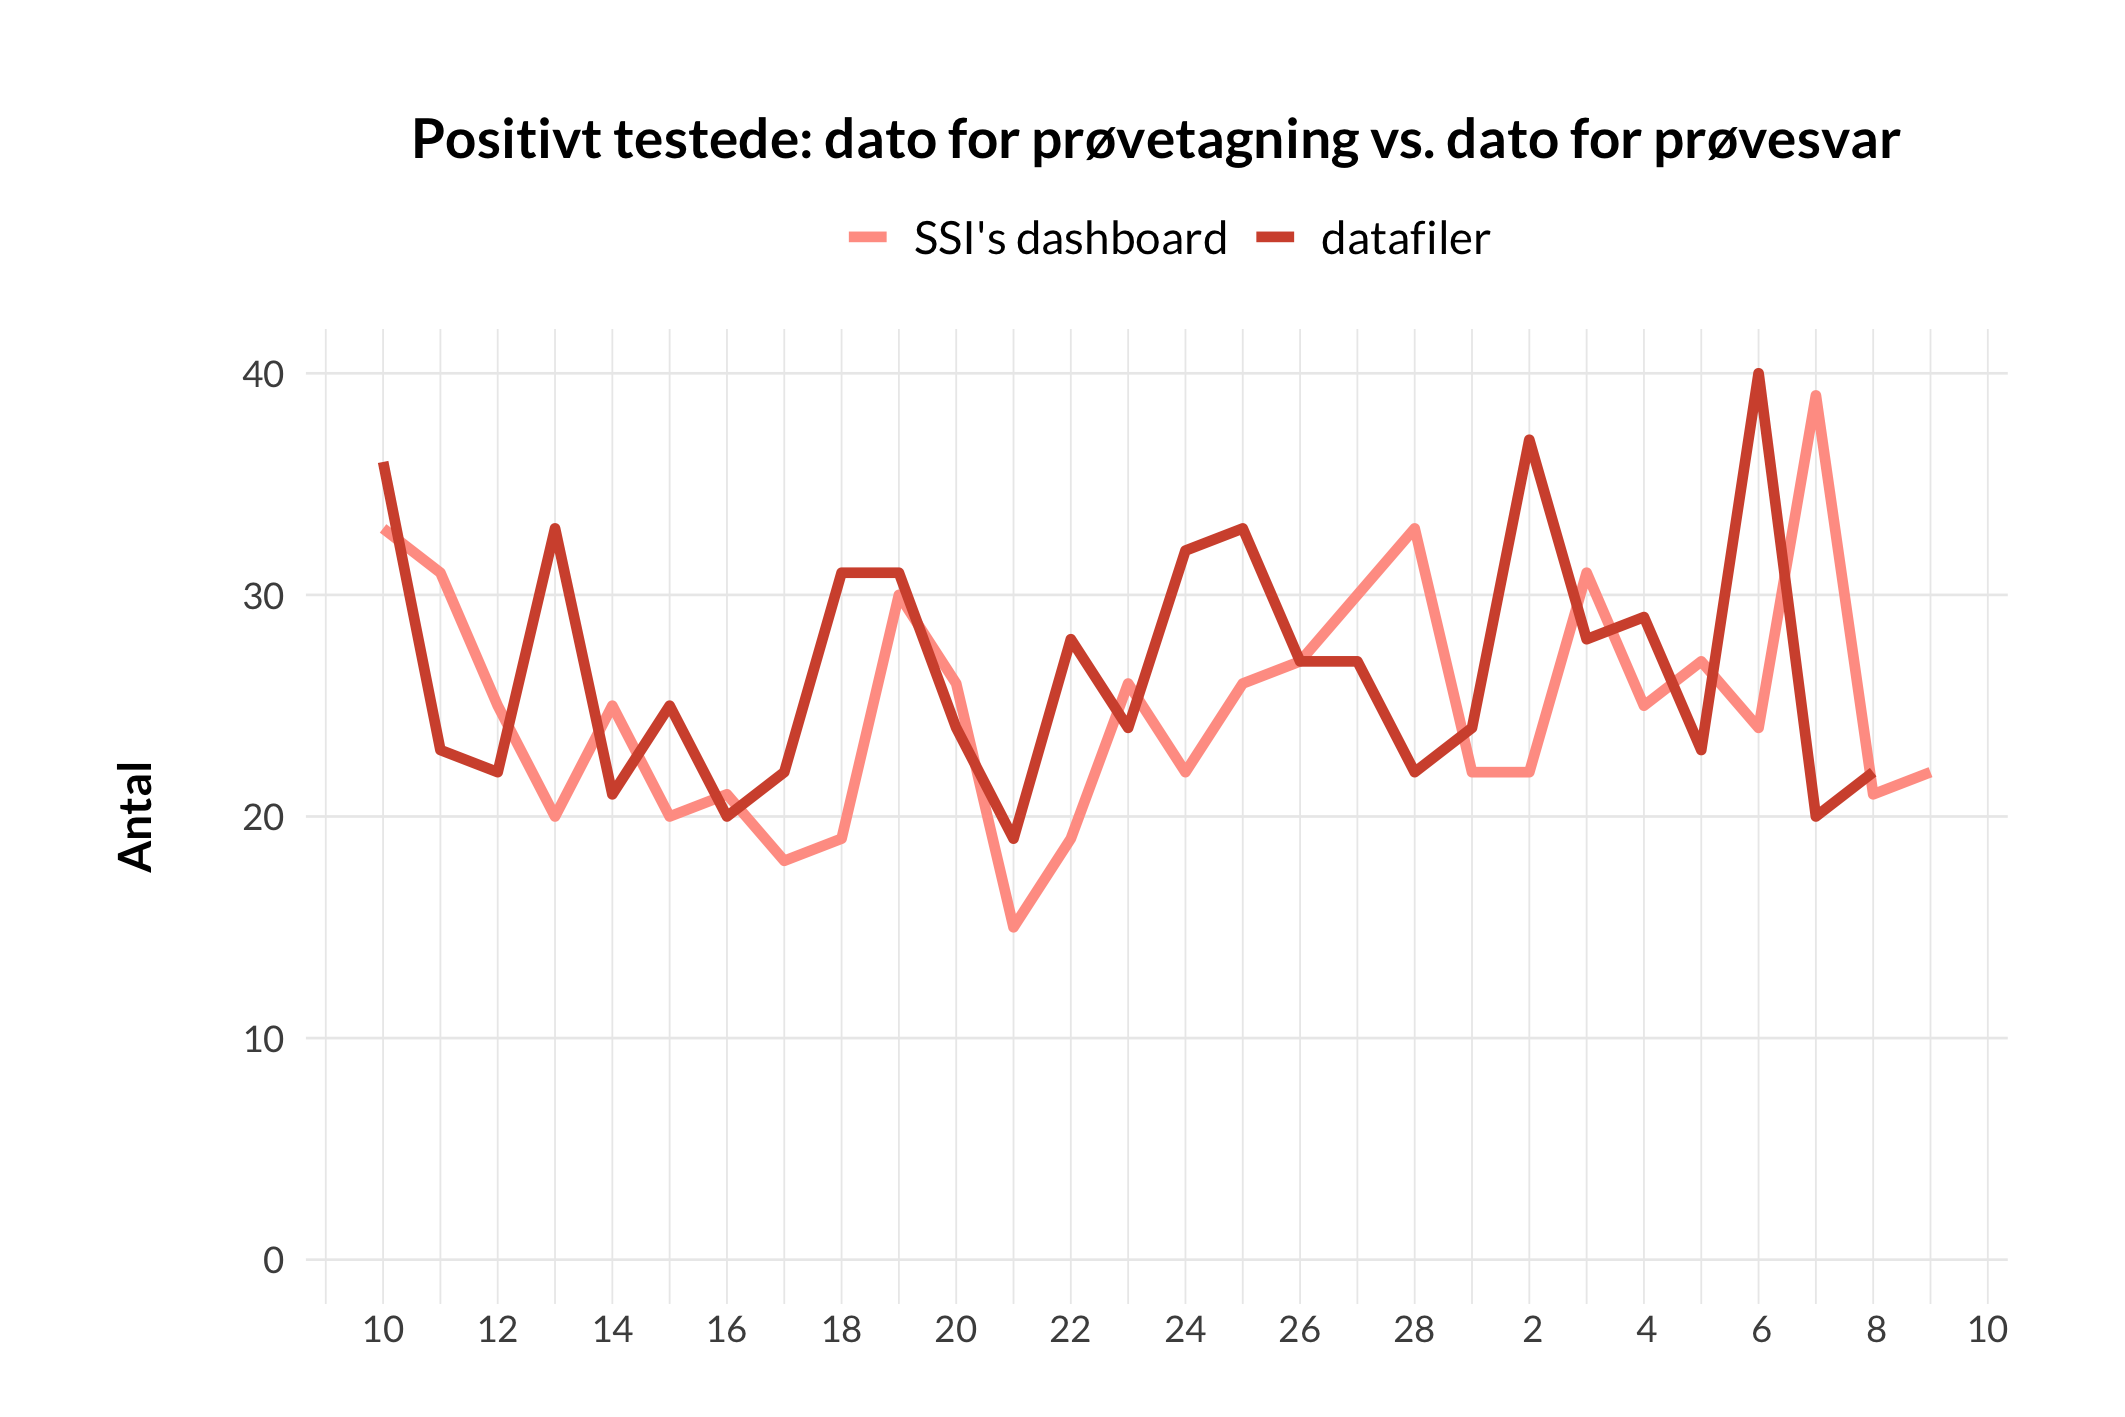 Positivt testede: dato for prøvetagning vs. dato for prøvesvar
SSI's dashboard datafiler
40
30
20
10
0
Antal
10 12 14 16 18 20 22 24 26 28 2 4 6 8 10